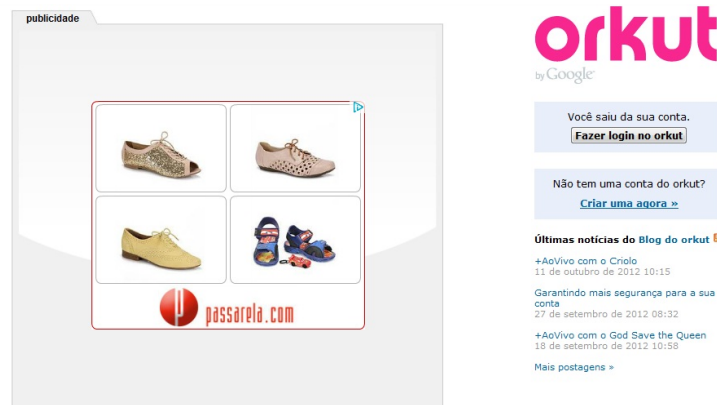 publicidade
passarela.com
orkut
by Google
Você saiu da sua conta.
Fazer login no orkut
Não tem uma conta do orkut?
Criar uma agora »
Últimas notícias do Blog do orkut
+AoVivo com o Criolo
11 de outubro de 2012 10:15
Garantindo mais segurança para a sua
conta
27 de setembro de 2012 08:32
+AoVivo com o God Save the Queen
18 de setembro de 2012 10:58
Mais postagens »